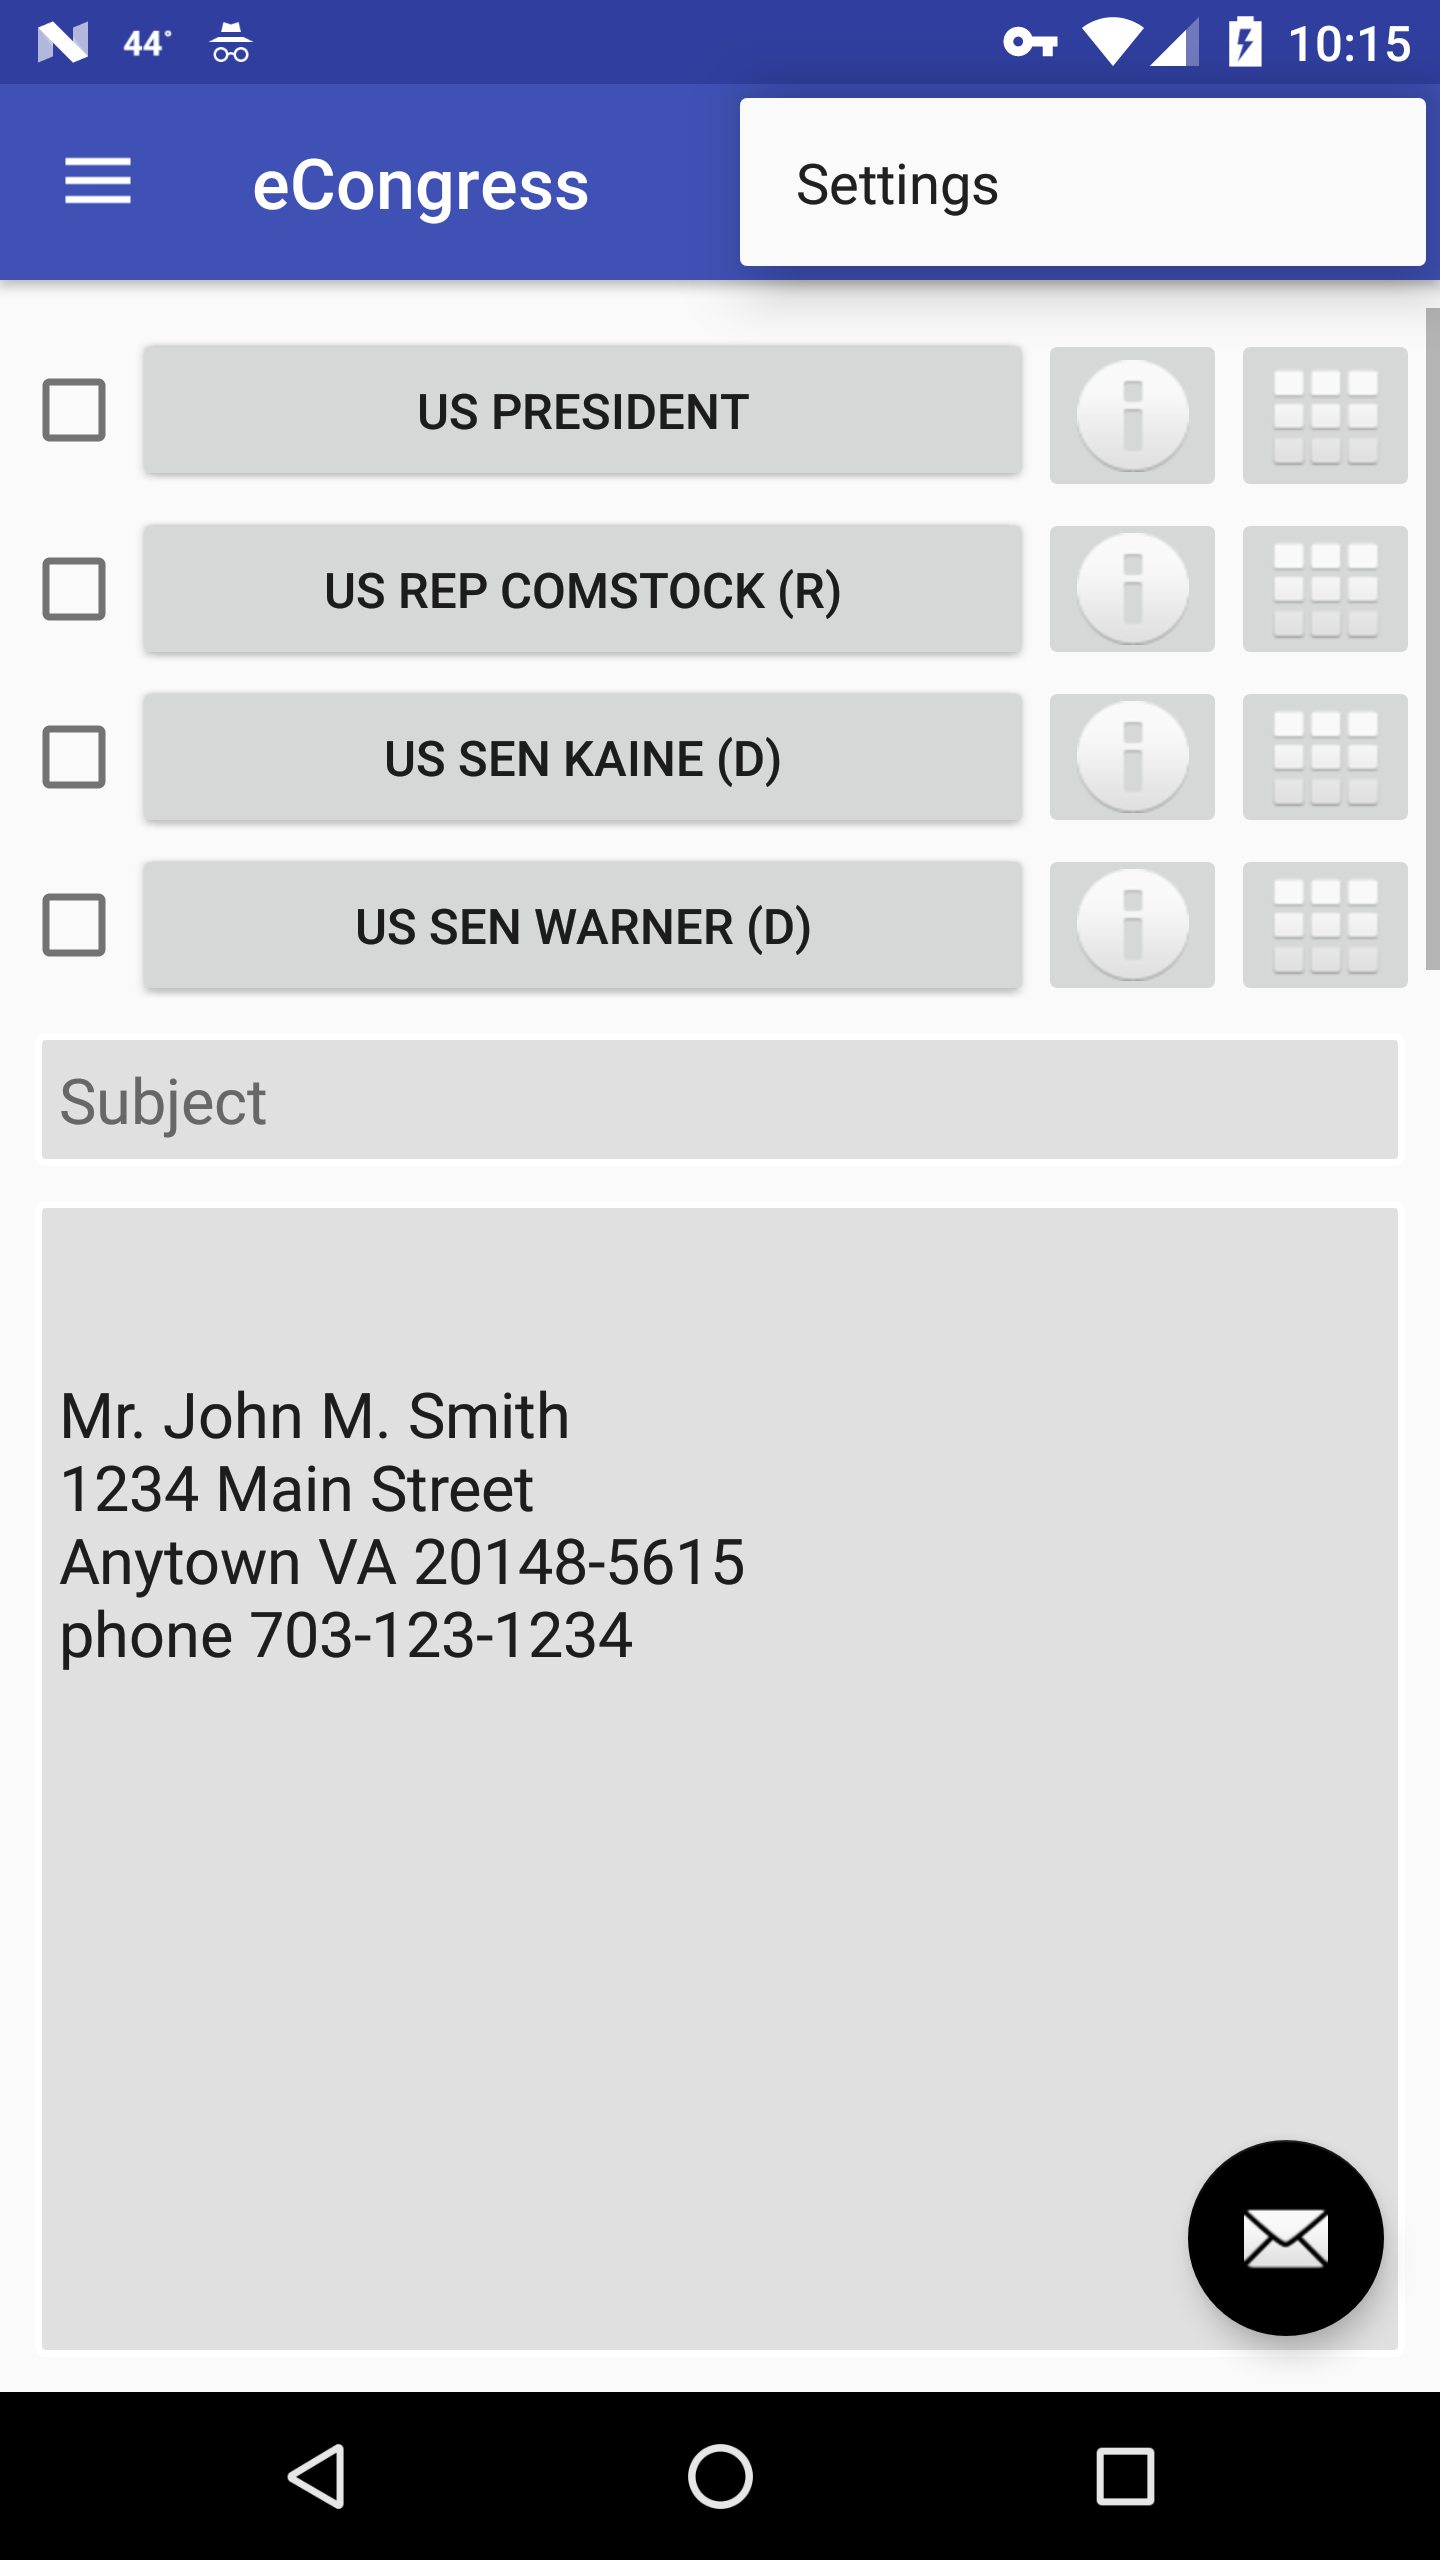 44° 10:15
eCongress
Settings
US PRESIDENT
US REP COMSTOCK (R)
US SEN KAINE (D)
US SEN WARNER (D)
Subject
Mr. John M. Smith
1234 Main Street
Anytown VA 20148-5615
phone 703-123-1234